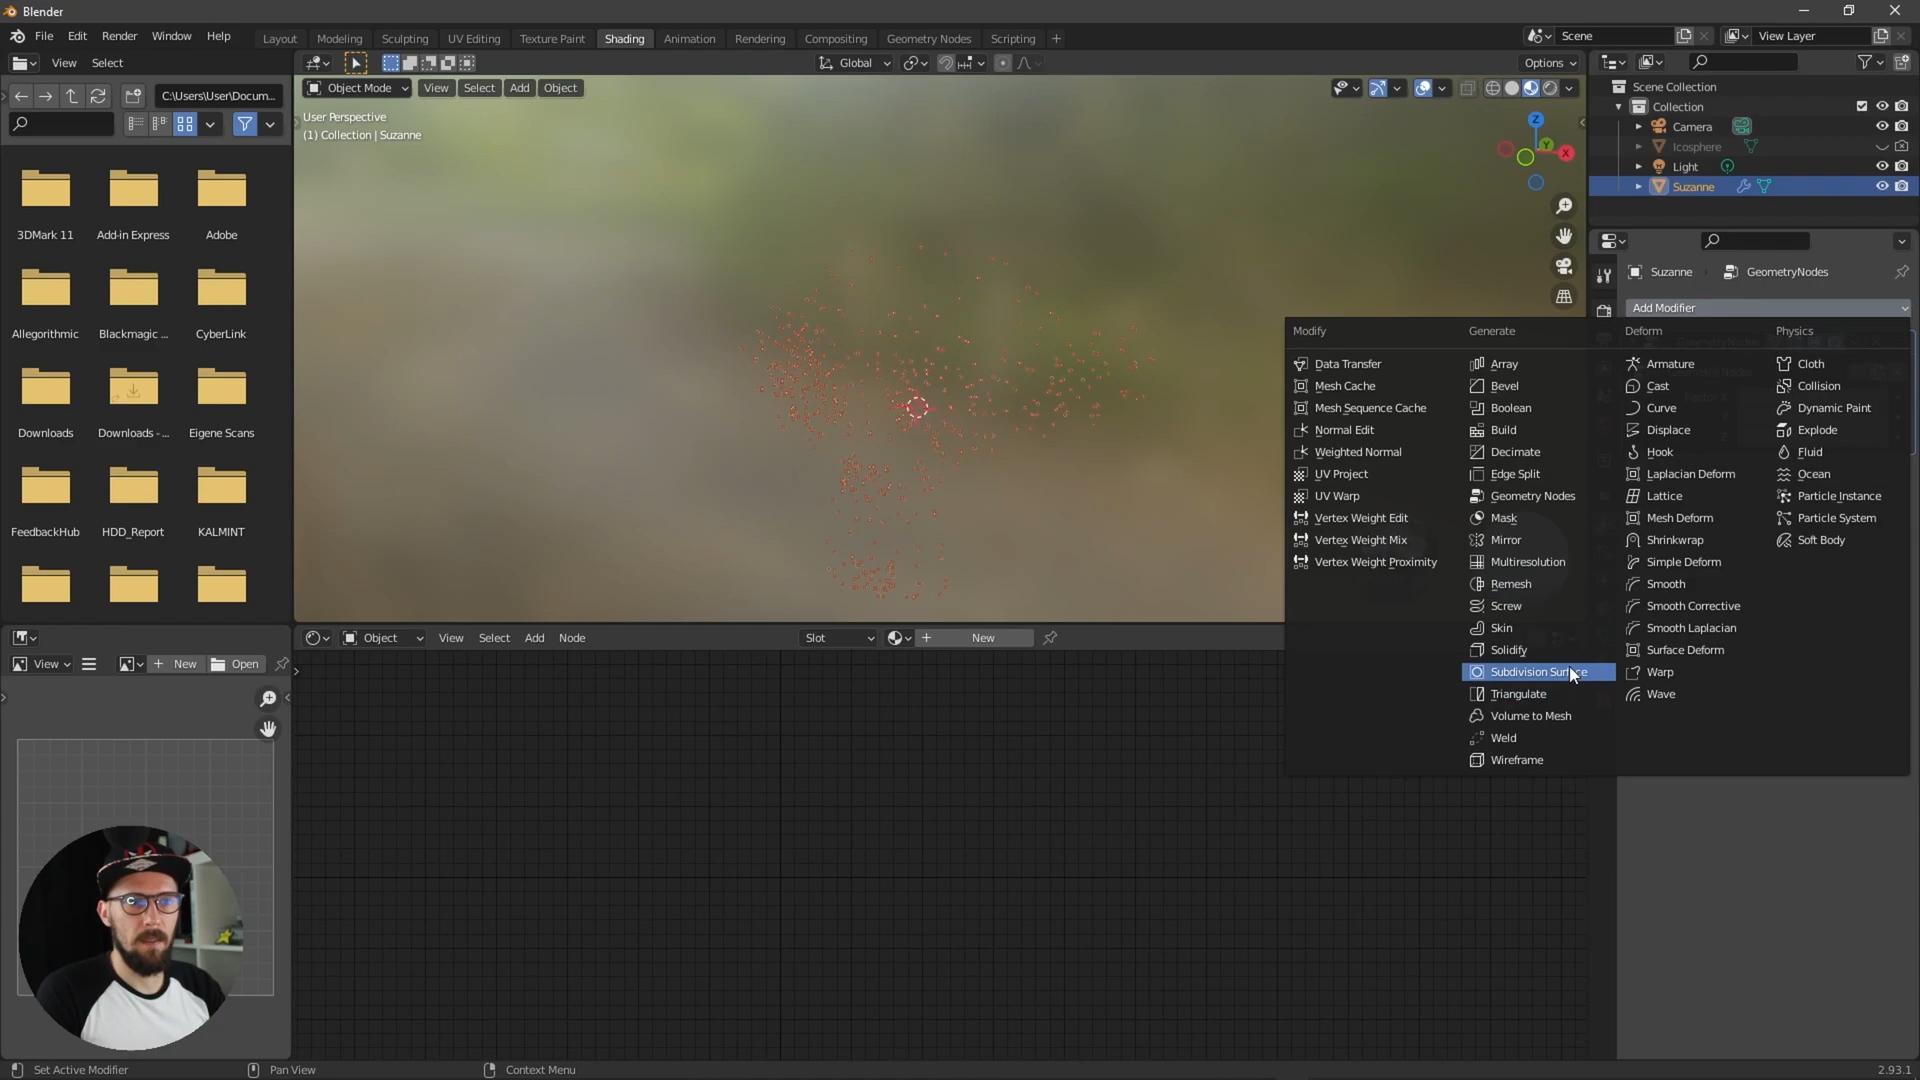 Blender
File Edit Render Window Help
Layout Modeling Sculpting UV Editing Texture Paint Shading Animation Rendering Compositing Geometry Nodes Scripting +
Scene
View Layer
View Select
Global
Options
C:\Users\User\Docum...
Object Mode View Select Add Object
User Perspective
(1) Collection | Suzanne
Z
Y
X
Scene Collection
Collection
Camera
Icosphere
Light
Suzanne
Suzanne GeometryNodes
Add Modifier
3DMark 11 Add-in Express Adobe
Allegorithmic Blackmagic ... CyberLink
Downloads Downloads - ... Eigene Scans
FeedbackHub HDD_Report KALMINT
Modify
Data Transfer
Mesh Cache
Mesh Sequence Cache
Normal Edit
Weighted Normal
UV Project
UV Warp
Vertex Weight Edit
Vertex Weight Mix
Vertex Weight Proximity
Generate
Array
Bevel
Boolean
Build
Decimate
Edge Split
Geometry Nodes
Mask
Mirror
Multiresolution
Remesh
Screw
Skin
Solidify
Subdivision Surface
Triangulate
Volume to Mesh
Weld
Wireframe
Deform
Armature
Cast
Curve
Displace
Hook
Laplacian Deform
Lattice
Mesh Deform
Shrinkwrap
Simple Deform
Smooth
Smooth Corrective
Smooth Laplacian
Surface Deform
Warp
Wave
Physics
Cloth
Collision
Dynamic Paint
Explode
Fluid
Ocean
Particle Instance
Particle System
Soft Body
Object View Select Add Node Slot + New
View + New Open
Set Active Modifier Pan View Context Menu 2.93.1